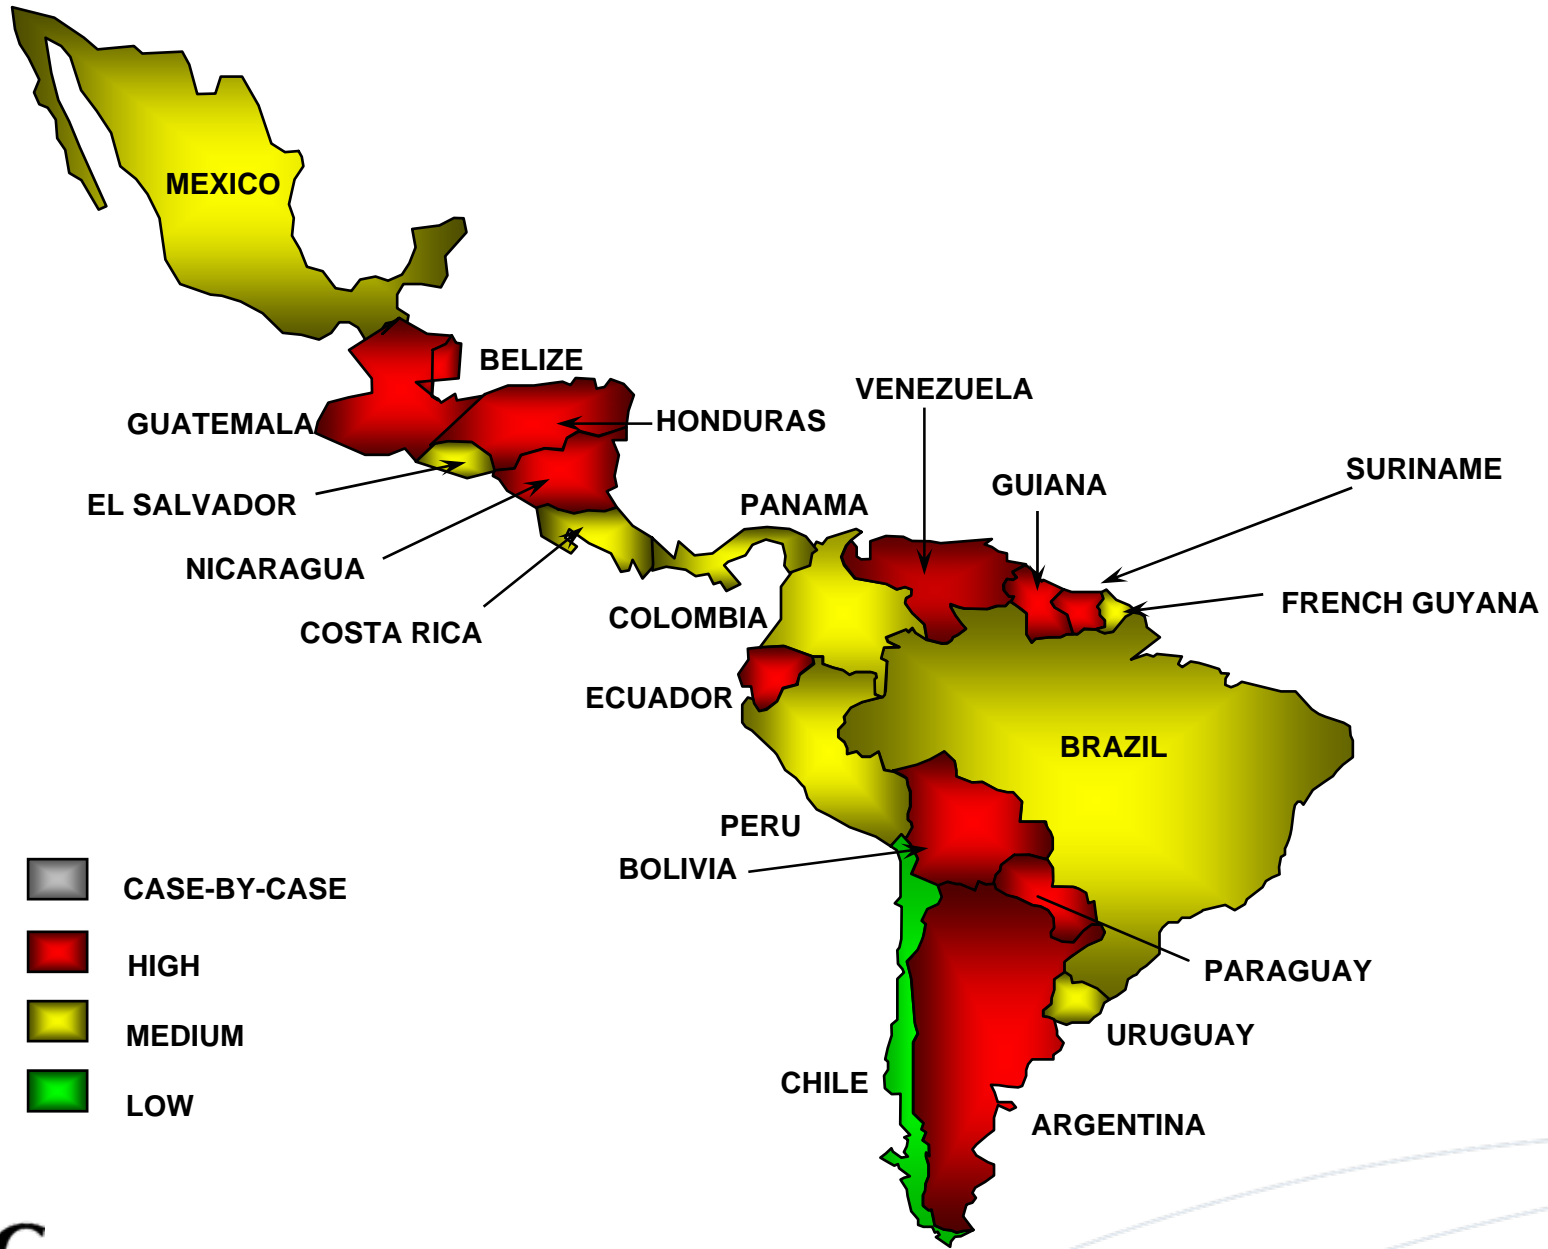 MEXICO
BELIZE
VENEZUELA
GUATEMALA
HONDURAS
SURINAME
GUIANA
EL SALVADOR
PANAMA
NICARAGUA
FRENCH GUYANA
COLOMBIA
COSTA RICA
ECUADOR
BRAZIL
PERU
BOLIVIA
CASE-BY-CASE
HIGH
PARAGUAY
MEDIUM
URUGUAY
CHILE
LOW
ARGENTINA